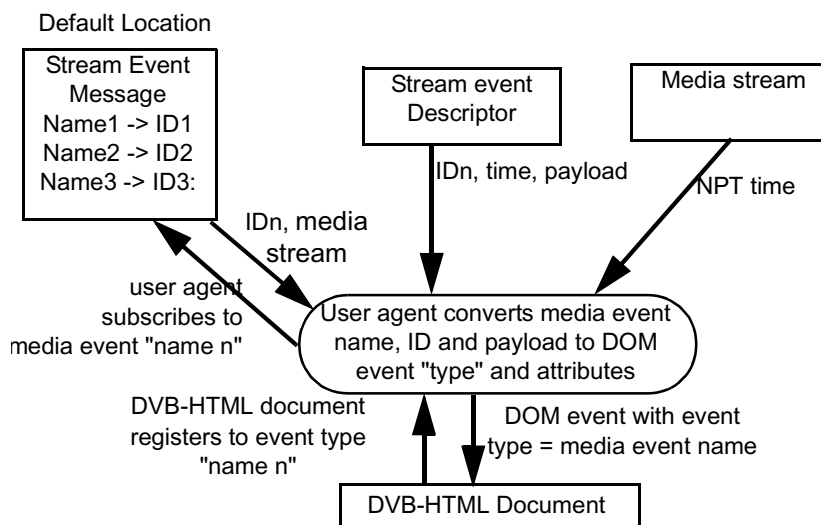 Default Location
Stream Event
Message
Name1 -> ID1
Name2 -> ID2
Name3 -> ID3:
Stream event
Descriptor
Media stream
IDn, time, payload
NPT time
IDn, media
stream
user agent
subscribes to
media event "name n"
User agent converts media event
name, ID and payload to DOM
event "type" and attributes
DVB-HTML document
registers to event type
"name n"
DOM event with event
type = media event name
DVB-HTML Document